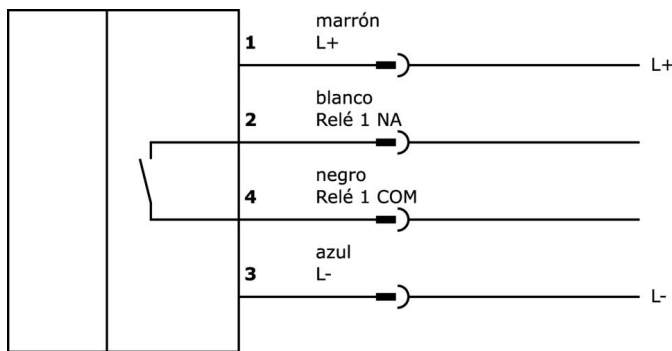 marrón
1 L+
L+
blanco
2 Relé 1 NA
negro
4 Relé 1 COM
azul
3 L-
L-